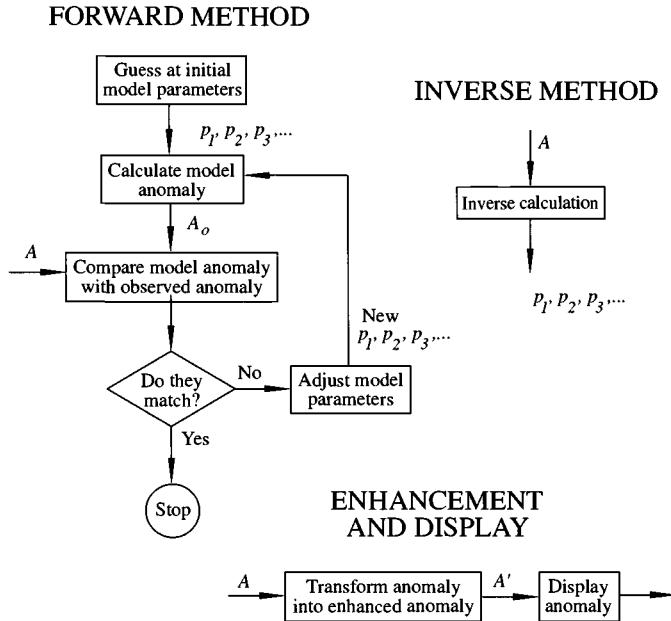 FORWARD METHOD
Guess at initial
model parameters
p1, p2, p3,...
Calculate model
anomaly
Ao
A
Compare model anomaly
with observed anomaly
New
p1, p2, p3,...
Do they
match?
No
Adjust model
parameters
Yes
Stop
INVERSE METHOD
A
Inverse calculation
p1, p2, p3,...
ENHANCEMENT
AND DISPLAY
A
Transform anomaly
into enhanced anomaly
A'
Display
anomaly